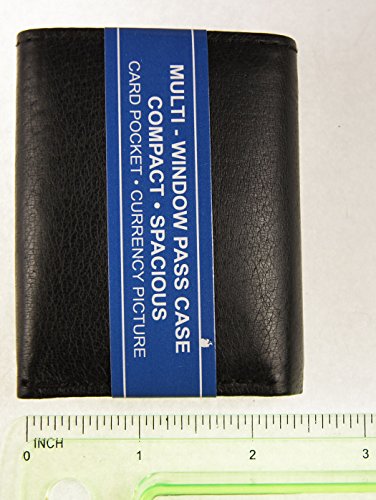 MULTI - WINDOW PASS CASE
COMPACT • SPACIOUS
CARD POCKET • CURRENCY PICTURE
INCH
0 1 2 3